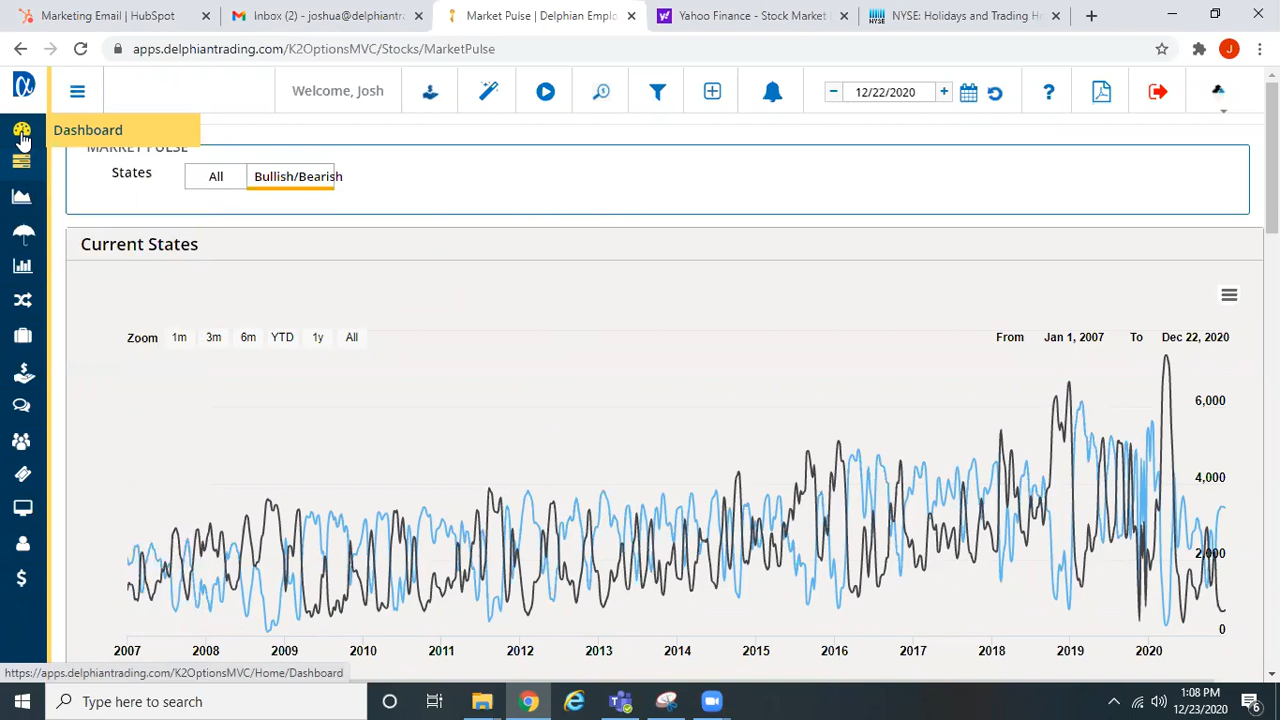 Marketing Email | HubSpot
Inbox (2) - joshua@delphiant
Market Pulse | Delphian Emplo
Yahoo Finance - Stock Market
NYSE: Holidays and Trading H
apps.delphiantrading.com/K2OptionsMVC/Stocks/MarketPulse
J
Welcome, Josh
12/22/2020
Dashboard
MARKET PULSE
States
All
Bullish/Bearish
Current States
Zoom 1m 3m 6m YTD 1y All
From Jan 1, 2007 To Dec 22, 2020
6,000
4,000
2,000
0
2007 2008 2009 2010 2011 2012 2013 2014 2015 2016 2017 2018 2019 2020
https://apps.delphiantrading.com/K2OptionsMVC/Home/Dashboard
Type here to search
1:08 PM
12/23/2020
6